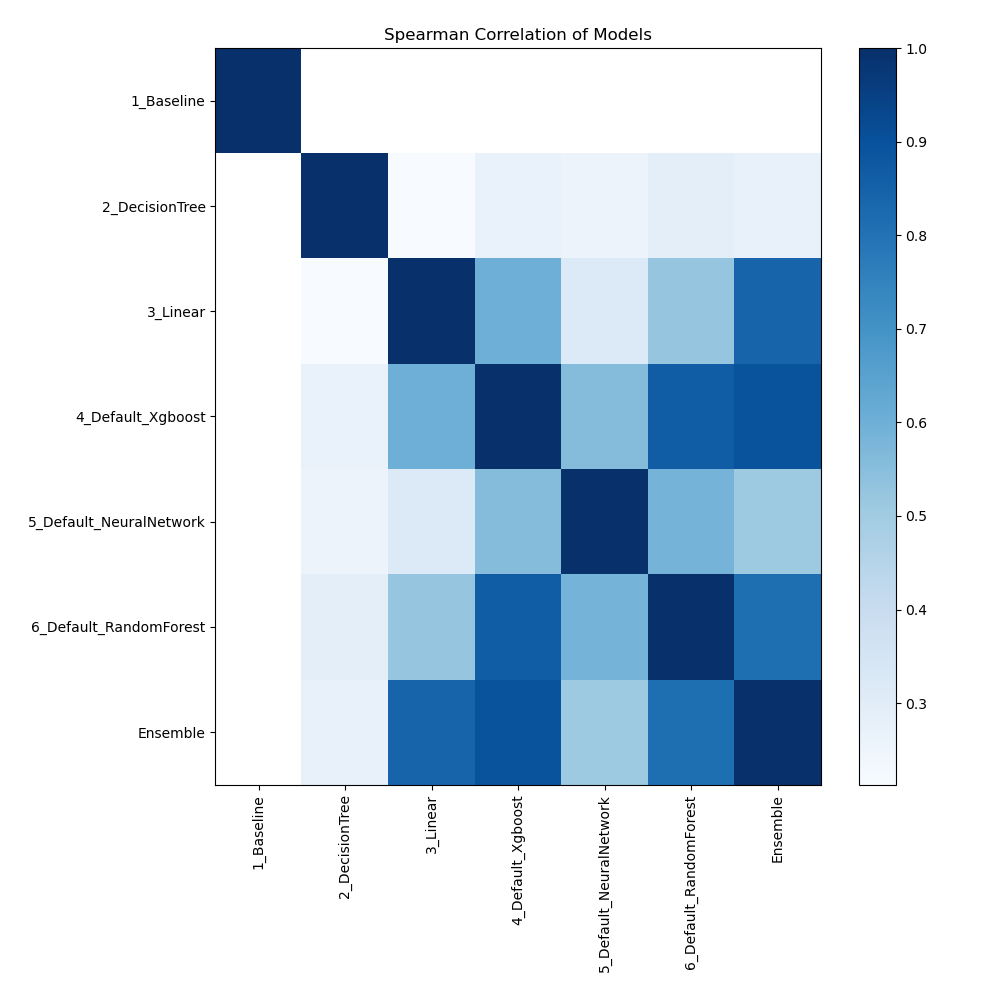 Spearman Correlation of Models
1_Baseline
2_DecisionTree
3_Linear
4_Default_Xgboost
5_Default_NeuralNetwork
6_Default_RandomForest
Ensemble
1_Baseline
2_DecisionTree
3_Linear
4_Default_Xgboost
5_Default_NeuralNetwork
6_Default_RandomForest
Ensemble
1.0
0.9
0.8
0.7
0.6
0.5
0.4
0.3